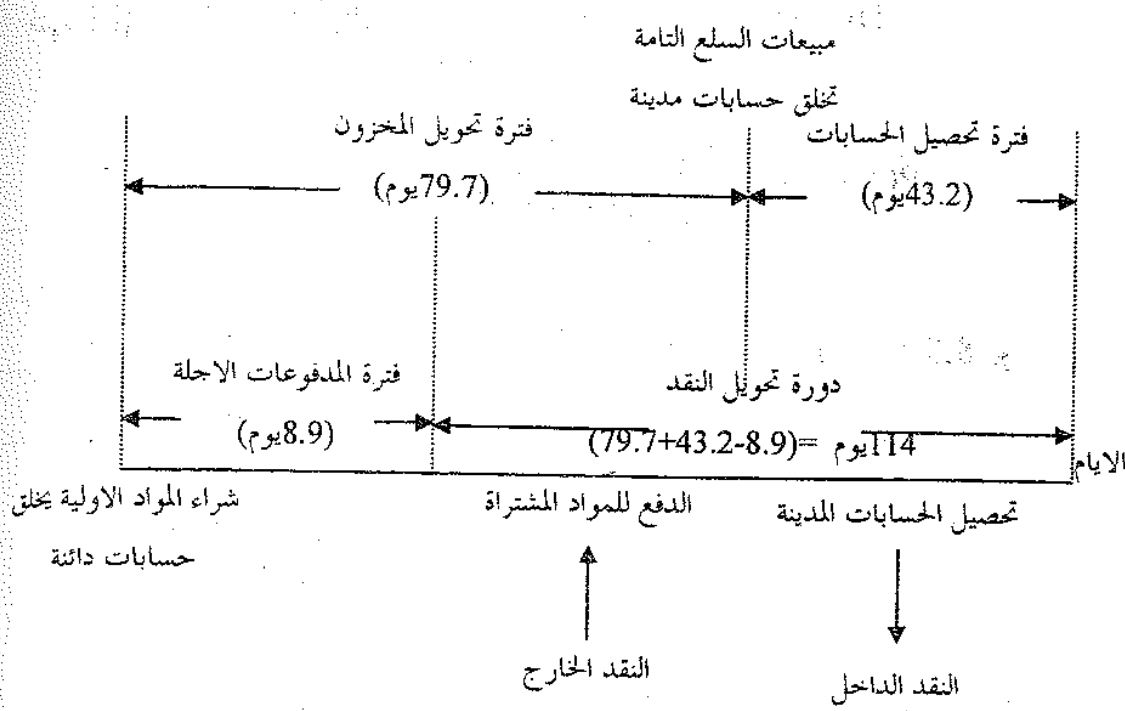 مبيعات السلع التامة
تخلق حسابات مدينة
فترة تحصيل الحسابات
(43.2يوم)
فترة تحويل المخزون
(79.7يوم)
دورة تحويل النقد
114يوم =(79.7+43.2-8.9)
فترة المدفوعات الاجلة
(8.9يوم)
الايام
تحصيل الحسابات المدينة
الدفع للمواد المشتراة
شراء المواد الاولية يخلق
حسابات دائنة
النقد الداخل
النقد الخارج